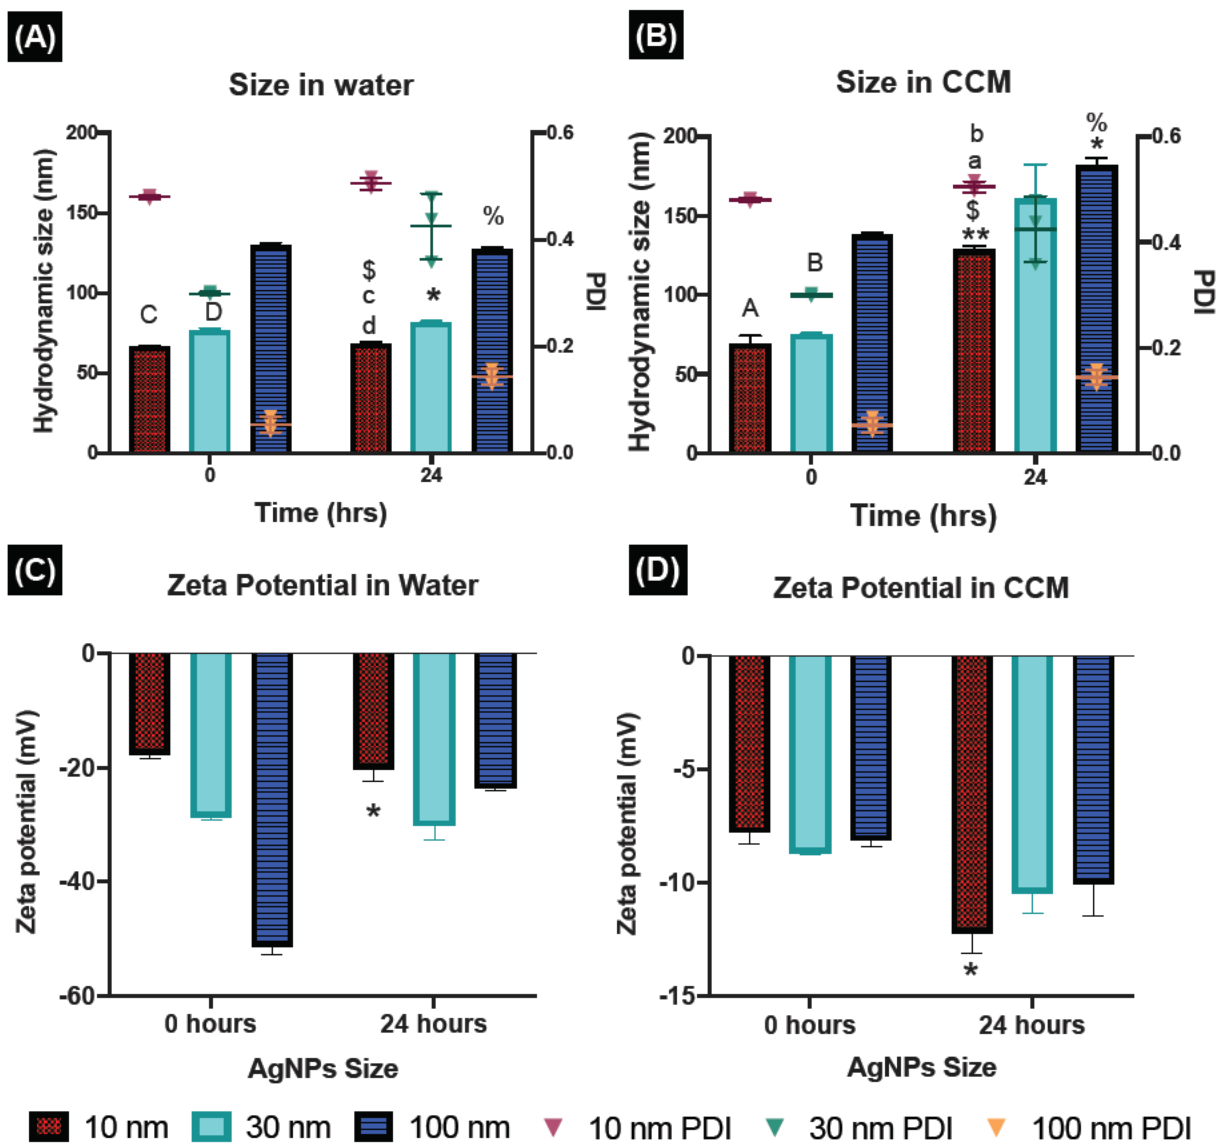 (A)
Size in water
Hydrodynamic size (nm)
200
150
100
50
0
0.6
0.4
0.2
0.0
PDI
C
D
$
c
d
*
%
0
24
Time (hrs)
(B)
Size in CCM
Hydrodynamic size (nm)
200
150
100
50
0
0.6
0.4
0.2
0.0
PDI
A
B
b
a
$
**
%
*
0
24
Time (hrs)
(C)
Zeta Potential in Water
Zeta potential (mV)
0
-20
-40
-60
*
0 hours
24 hours
AgNPs Size
(D)
Zeta Potential in CCM
Zeta potential (mV)
0
-5
-10
-15
*
0 hours
24 hours
AgNPs Size
10 nm 30 nm 100 nm 10 nm PDI 30 nm PDI 100 nm PDI